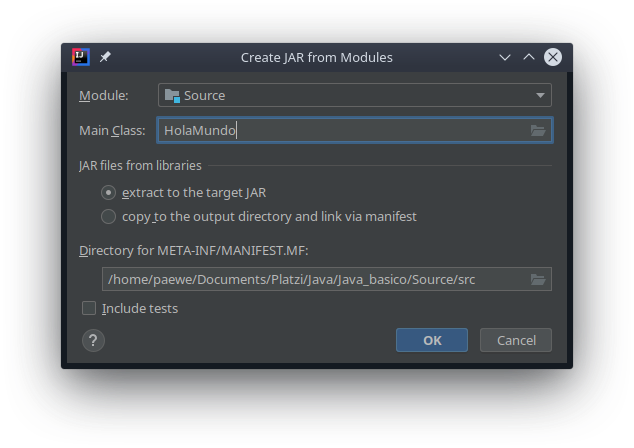 IJ
Create JAR from Modules
Module: Source
Main Class: HolaMundo
JAR files from libraries
extract to the target JAR
copy to the output directory and link via manifest
Directory for META-INF/MANIFEST.MF:
/home/paewe/Documents/Platzi/Java/Java_basico/Source/src
Include tests
? OK Cancel